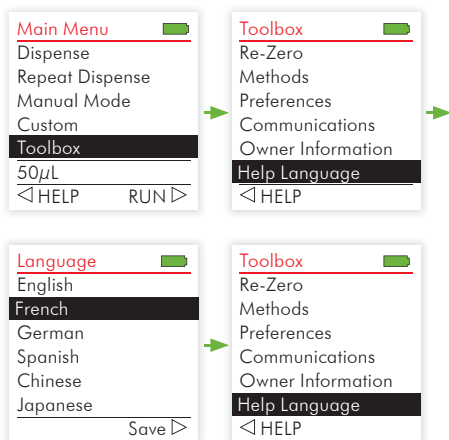 Main Menu
Dispense
Repeat Dispense
Manual Mode
Custom
Toolbox
50µL
◁ HELP RUN ▷
Toolbox
Re-Zero
Methods
Preferences
Communications
Owner Information
Help Language
◁ HELP
Language
English
French
German
Spanish
Chinese
Japanese
Save ▷
Toolbox
Re-Zero
Methods
Preferences
Communications
Owner Information
Help Language
◁ HELP